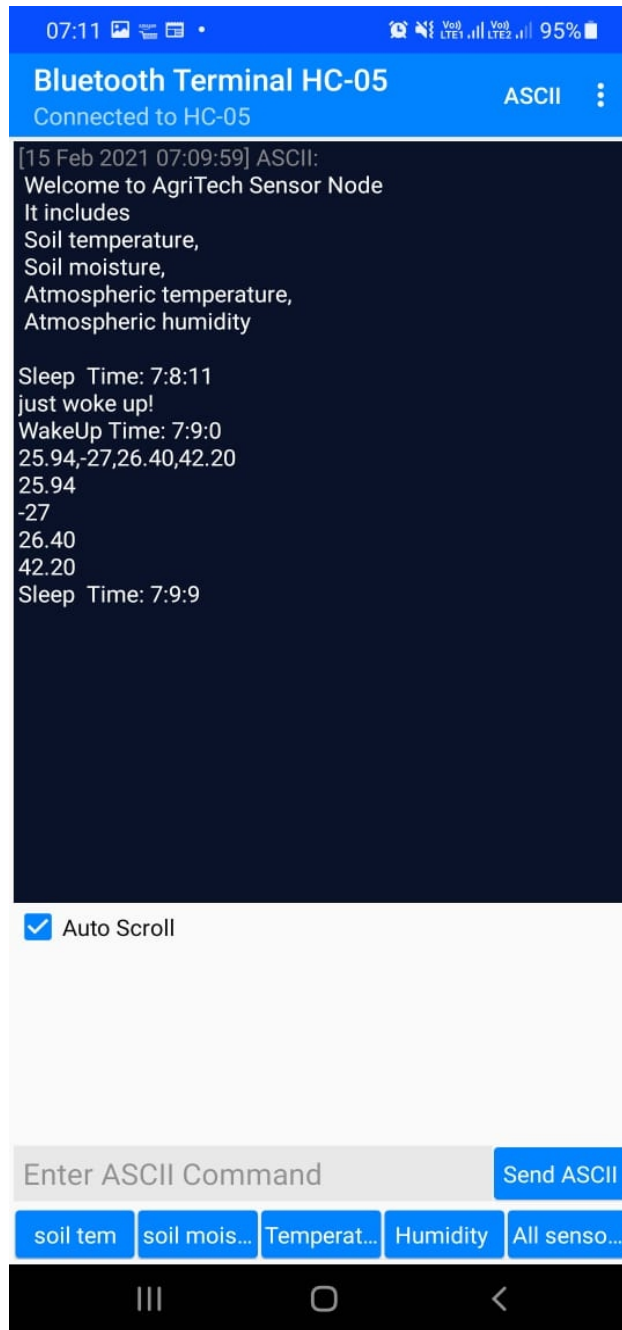 07:11 VoLTE1 VoLTE2 95%
Bluetooth Terminal HC-05
ASCII
Connected to HC-05
[15 Feb 2021 07:09:59] ASCII:
Welcome to AgriTech Sensor Node
It includes
Soil temperature,
Soil moisture,
Atmospheric temperature,
Atmospheric humidity
Sleep  Time: 7:8:11
just woke up!
WakeUp Time: 7:9:0
25.94,-27,26.40,42.20
25.94
-27
26.40
42.20
Sleep  Time: 7:9:9
Auto Scroll
Enter ASCII Command
Send ASCII
soil tem soil mois... Temperat... Humidity All senso...